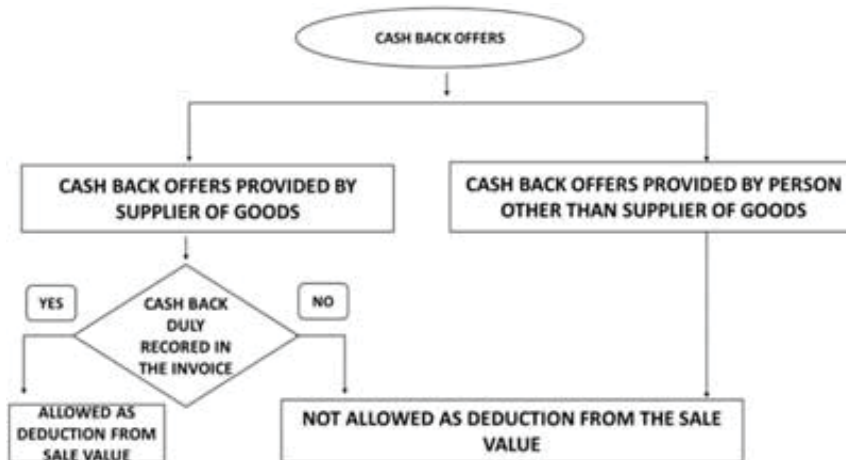 CASH BACK OFFERS
CASH BACK OFFERS PROVIDED BY
SUPPLIER OF GOODS
CASH BACK OFFERS PROVIDED BY PERSON
OTHER THAN SUPPLIER OF GOODS
YES
CASH BACK
DULY
RECORED IN
THE INVOICE
NO
ALLOWED AS
DEDUCTION FROM
SALE VALUE
NOT ALLOWED AS DEDUCTION FROM THE SALE
VALUE